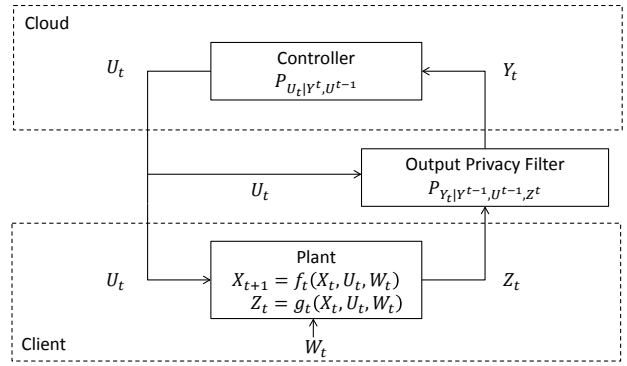 Cloud
Controller
P_{U_t|Y^t,U^{t-1}}
U_t
Y_t
Output Privacy Filter
P_{Y_t|Y^{t-1},U^{t-1},Z^t}
U_t
Plant
X_{t+1} = f_t(X_t, U_t, W_t)
Z_t = g_t(X_t, U_t, W_t)
U_t
Z_t
Client
W_t